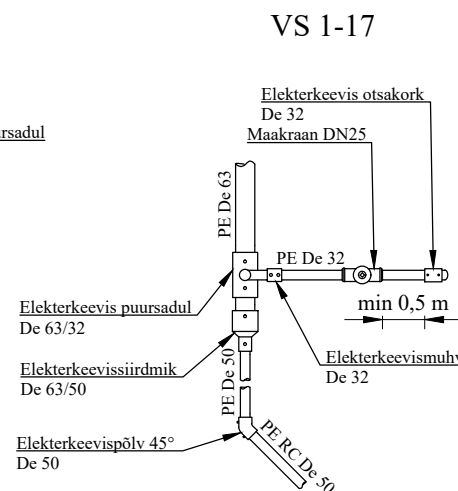 VS 1-17
Elekterkeevis otsakork
De 32
Maakraan DN25
PE De 63
PE De 32
min 0,5 m
Elekterkeevis puursadul
De 63/32
Elekterkeevissiirdmik
De 63/50
De 32
PE De 50
Elekterkeevispõlv 45°
De 50
PE RC De 50